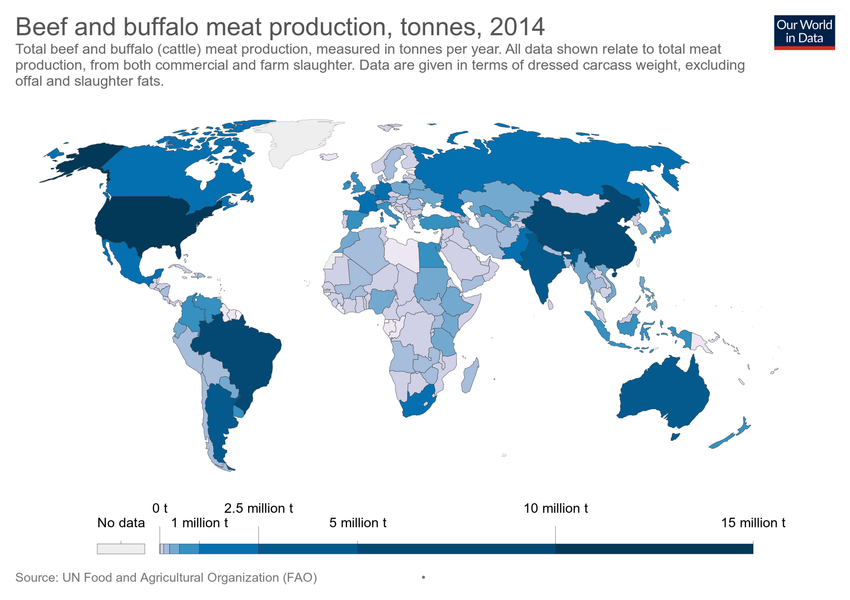 Beef and buffalo meat production, tonnes, 2014
Our World
in Data
Total beef and buffalo (cattle) meat production, measured in tonnes per year. All data shown relate to total meat
production, from both commercial and farm slaughter. Data are given in terms of dressed carcass weight, excluding
offal and slaughter fats.
0 t 2.5 million t 10 million t
No data 1 million t 5 million t 15 million t
Source: UN Food and Agricultural Organization (FAO) •